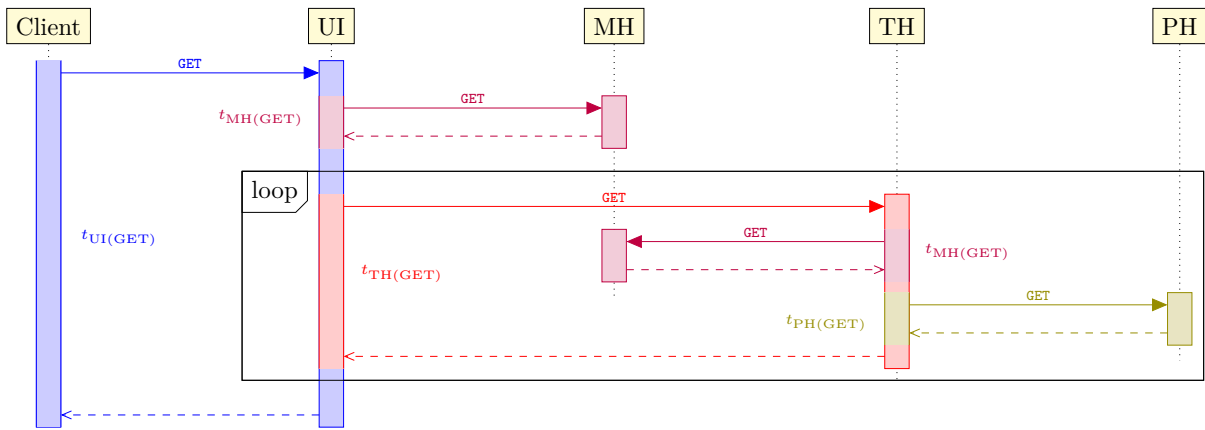 Client UI MH TH PH
GET
GET
t_MH(GET)
loop
GET
t_UI(GET)
GET
t_MH(GET)
t_TH(GET)
GET
t_PH(GET)